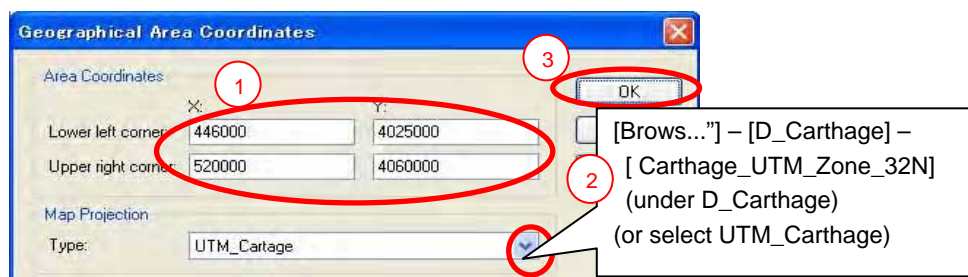 Geographical Area Coordinates
Area Coordinates
1
3
X:
Y:
OK
Lower left corner:
446000
4025000
Upper right corner:
520000
4060000
2
[Brows..."] – [D_Carthage] –
[ Carthage_UTM_Zone_32N]
(under D_Carthage)
(or select UTM_Carthage)
Map Projection
Type:
UTM_Cartage